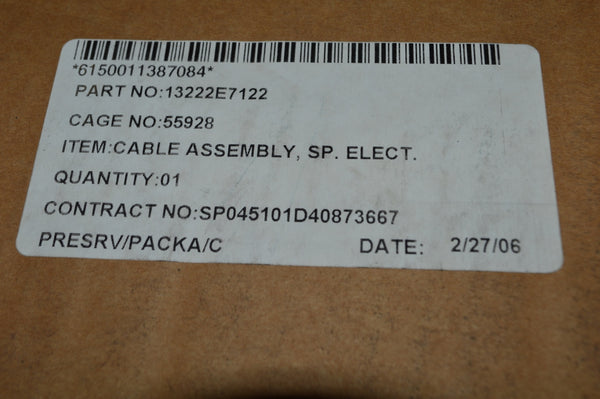 *6150011387084*
PART NO:13222E7122
CAGE NO:55928
ITEM:CABLE ASSEMBLY, SP. ELECT.
QUANTITY:01
CONTRACT NO:SP045101D40873667
PRESRV/PACKA/C DATE: 2/27/06